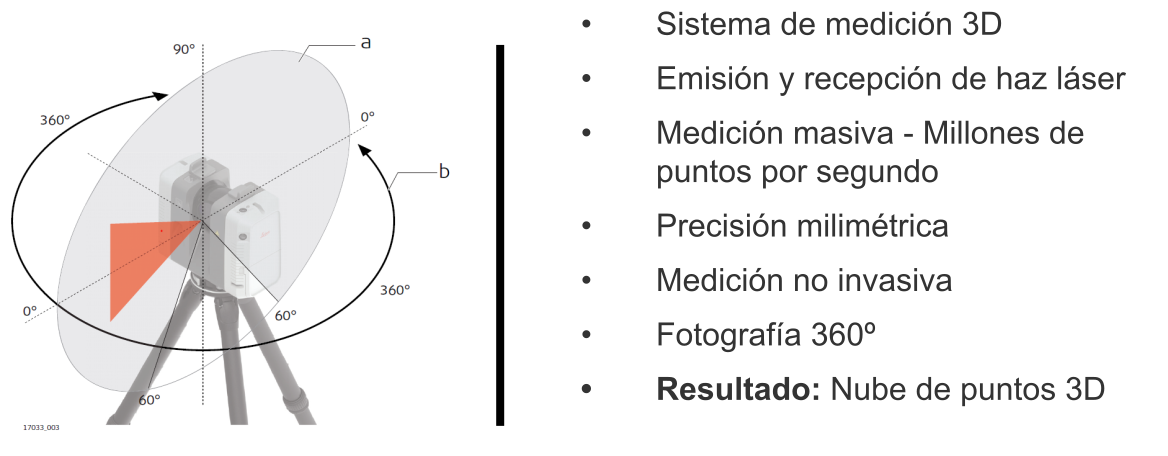 90°
a
360°
0°
b
0°
360°
60°
60°
17033_003
• Sistema de medición 3D
• Emisión y recepción de haz láser
• Medición masiva - Millones de
puntos por segundo
• Precisión milimétrica
• Medición no invasiva
• Fotografía 360º
• Resultado: Nube de puntos 3D